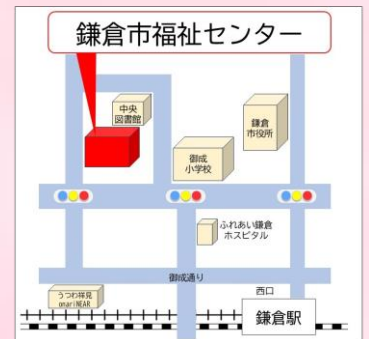 鎌倉市福祉センター
中央
図書館
鎌倉
市役所
御成
小学校
ふれあい鎌倉
ホスピタル
御成通り
うつわ祥見
onariNEAR
西口
鎌倉駅